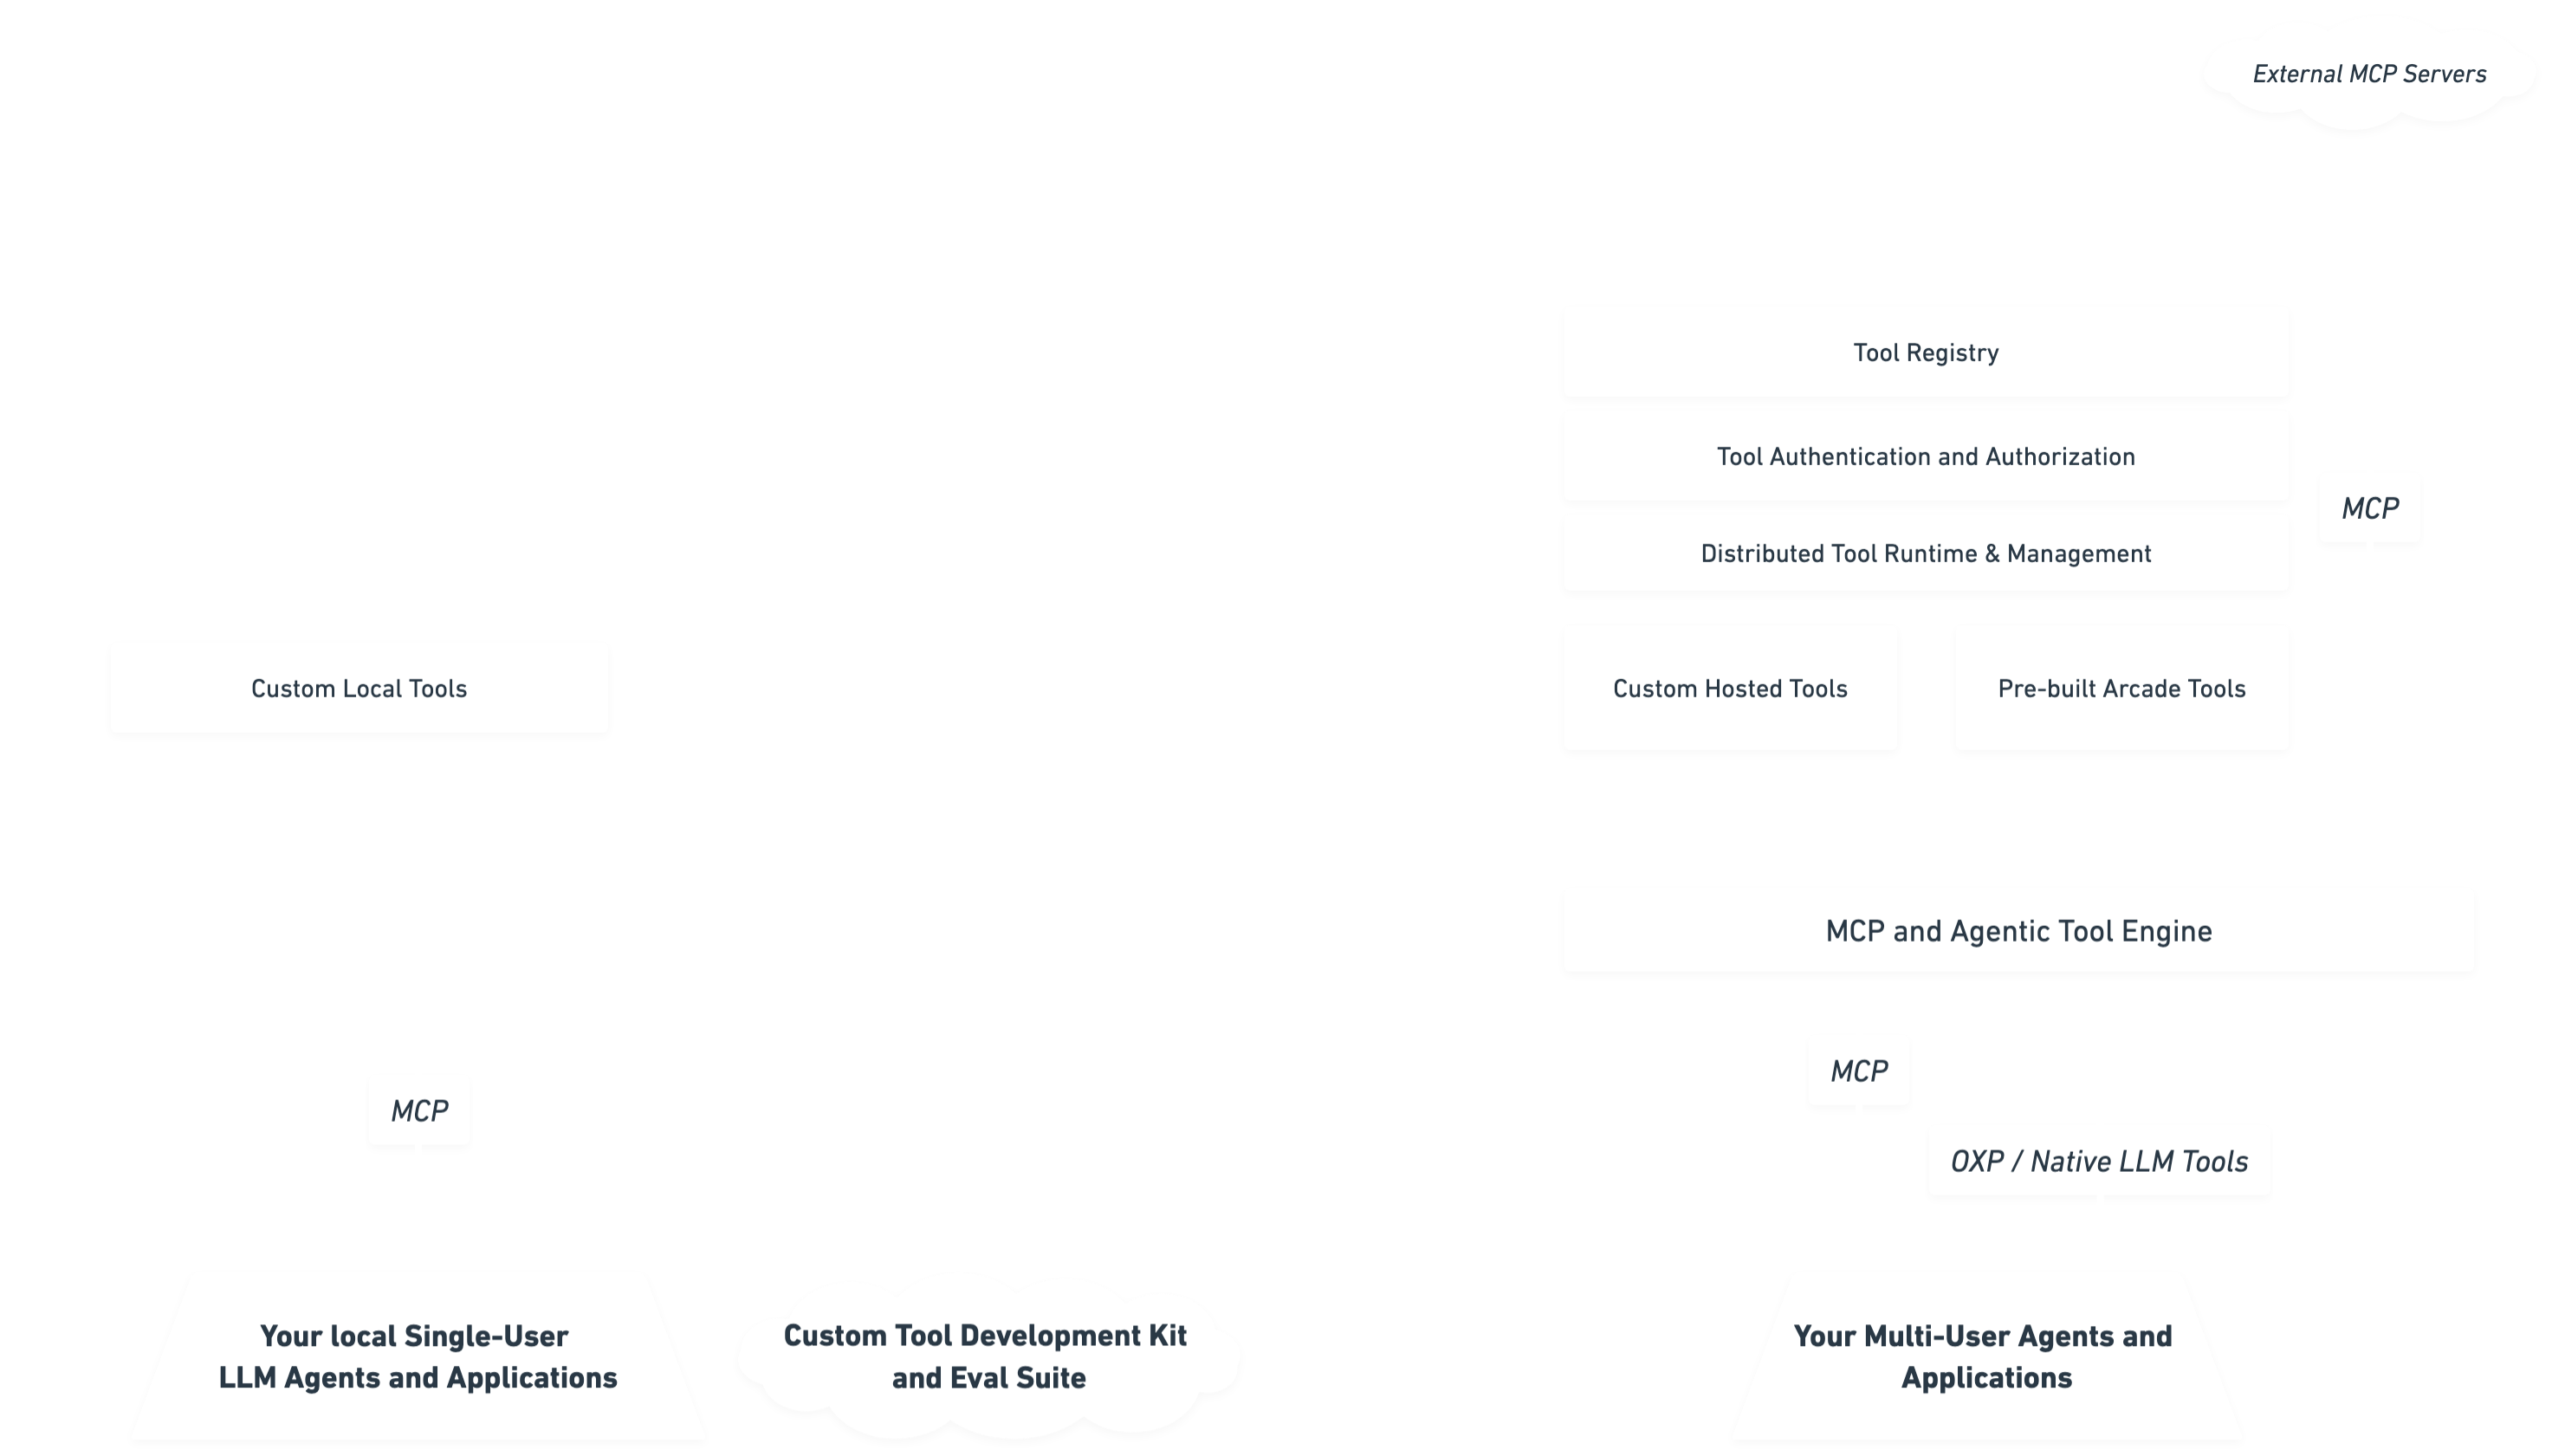 External MCP Servers
Tool Registry
Tool Authentication and Authorization
MCP
Distributed Tool Runtime & Management
Custom Local Tools
Custom Hosted Tools
Pre-built Arcade Tools
MCP and Agentic Tool Engine
MCP
MCP
OXP / Native LLM Tools
Your local Single-User
LLM Agents and Applications
Custom Tool Development Kit
and Eval Suite
Your Multi-User Agents and
Applications